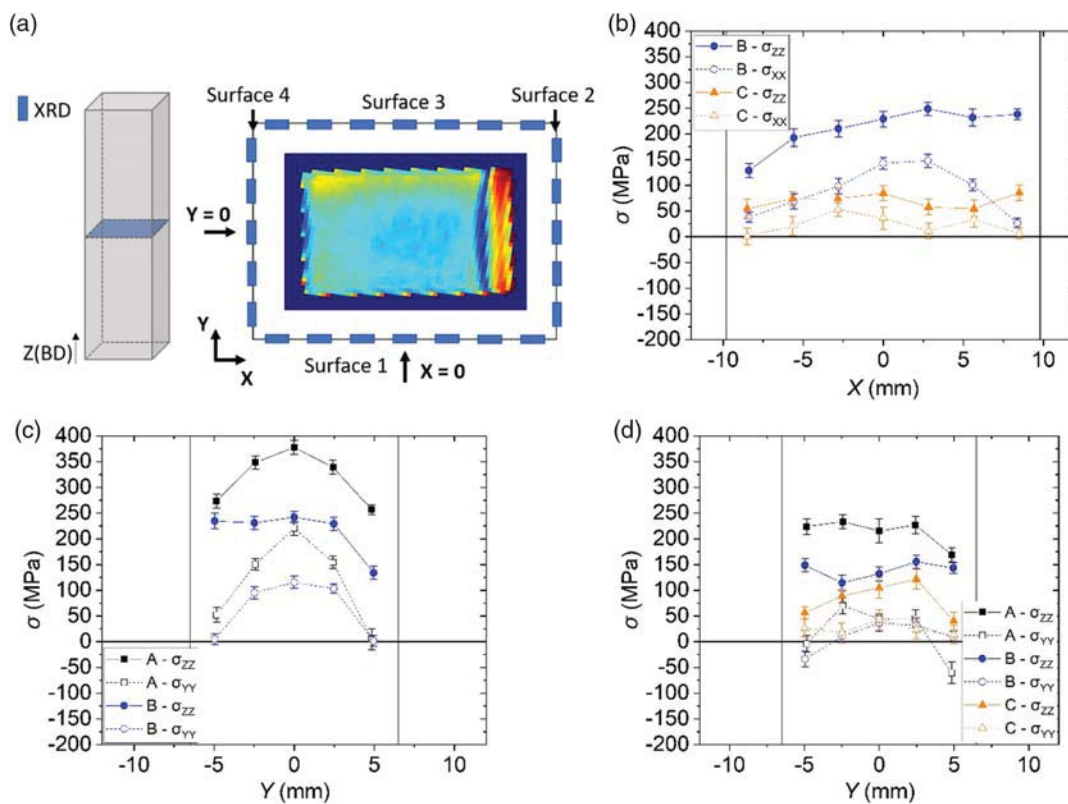 (a)
XRD
Surface 4
Surface 3
Surface 2
Y = 0
Z(BD)
Y
X
Surface 1
X = 0
(b)
B - σZZ
B - σXX
C - σZZ
C - σXX
400
350
300
250
200
150
100
50
0
-50
-100
-150
-200
σ (MPa)
-10 -5 0 5 10
X (mm)
(c)
400
350
300
250
200
150
100
50
0
-50
-100
-150
-200
σ (MPa)
A - σZZ
A - σYY
B - σZZ
B - σYY
-10 -5 0 5 10
Y (mm)
(d)
400
350
300
250
200
150
100
50
0
-50
-100
-150
-200
σ (MPa)
A - σZZ
A - σYY
B - σZZ
B - σYY
C - σZZ
C - σYY
-10 -5 0 5 10
Y (mm)